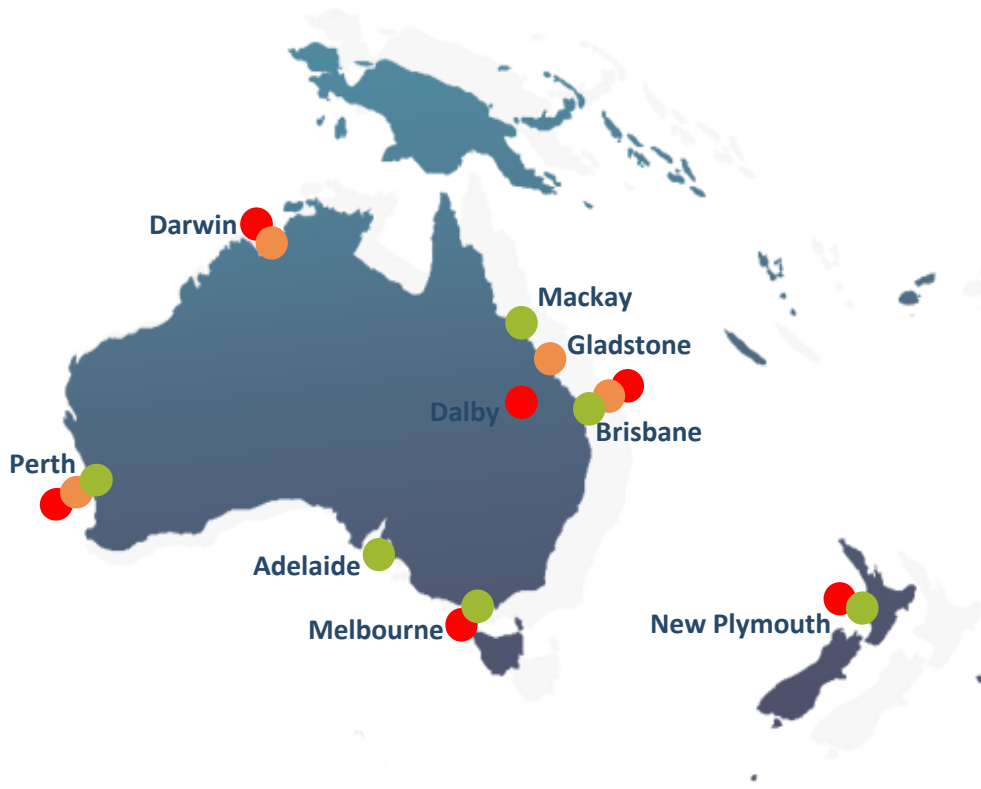 Darwin
Mackay
Gladstone
Dalby
Brisbane
Perth
Adelaide
Melbourne
New Plymouth